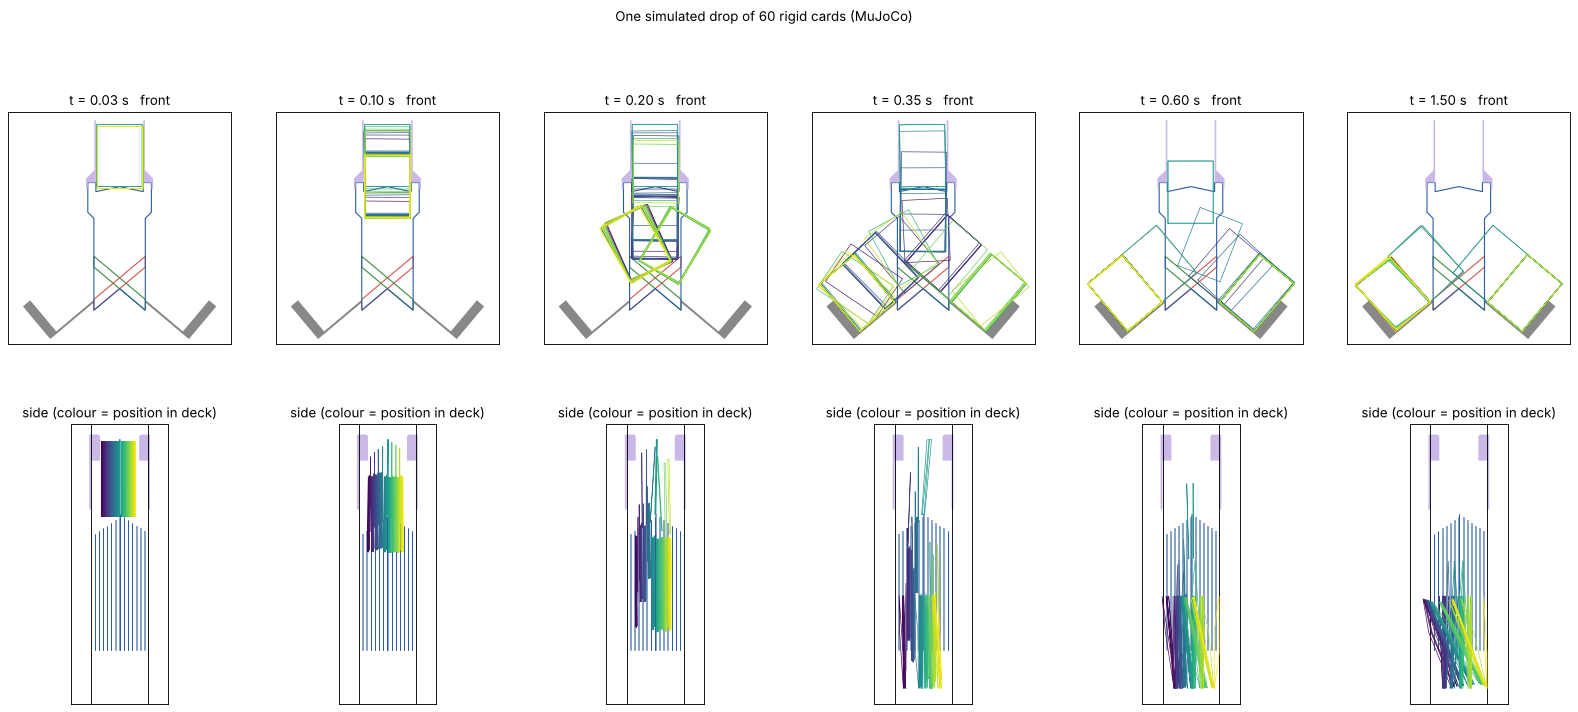 One simulated drop of 60 rigid cards (MuJoCo)
t = 0.03 s   front
t = 0.10 s   front
t = 0.20 s   front
t = 0.35 s   front
t = 0.60 s   front
t = 1.50 s   front
side (colour = position in deck)
side (colour = position in deck)
side (colour = position in deck)
side (colour = position in deck)
side (colour = position in deck)
side (colour = position in deck)